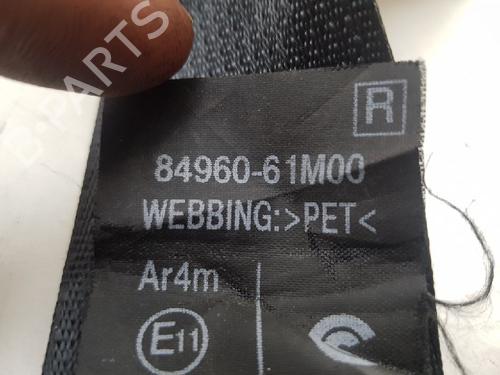 B-PARTS
R
84960-61M00
WEBBING:>PET<
Ar4m
E11